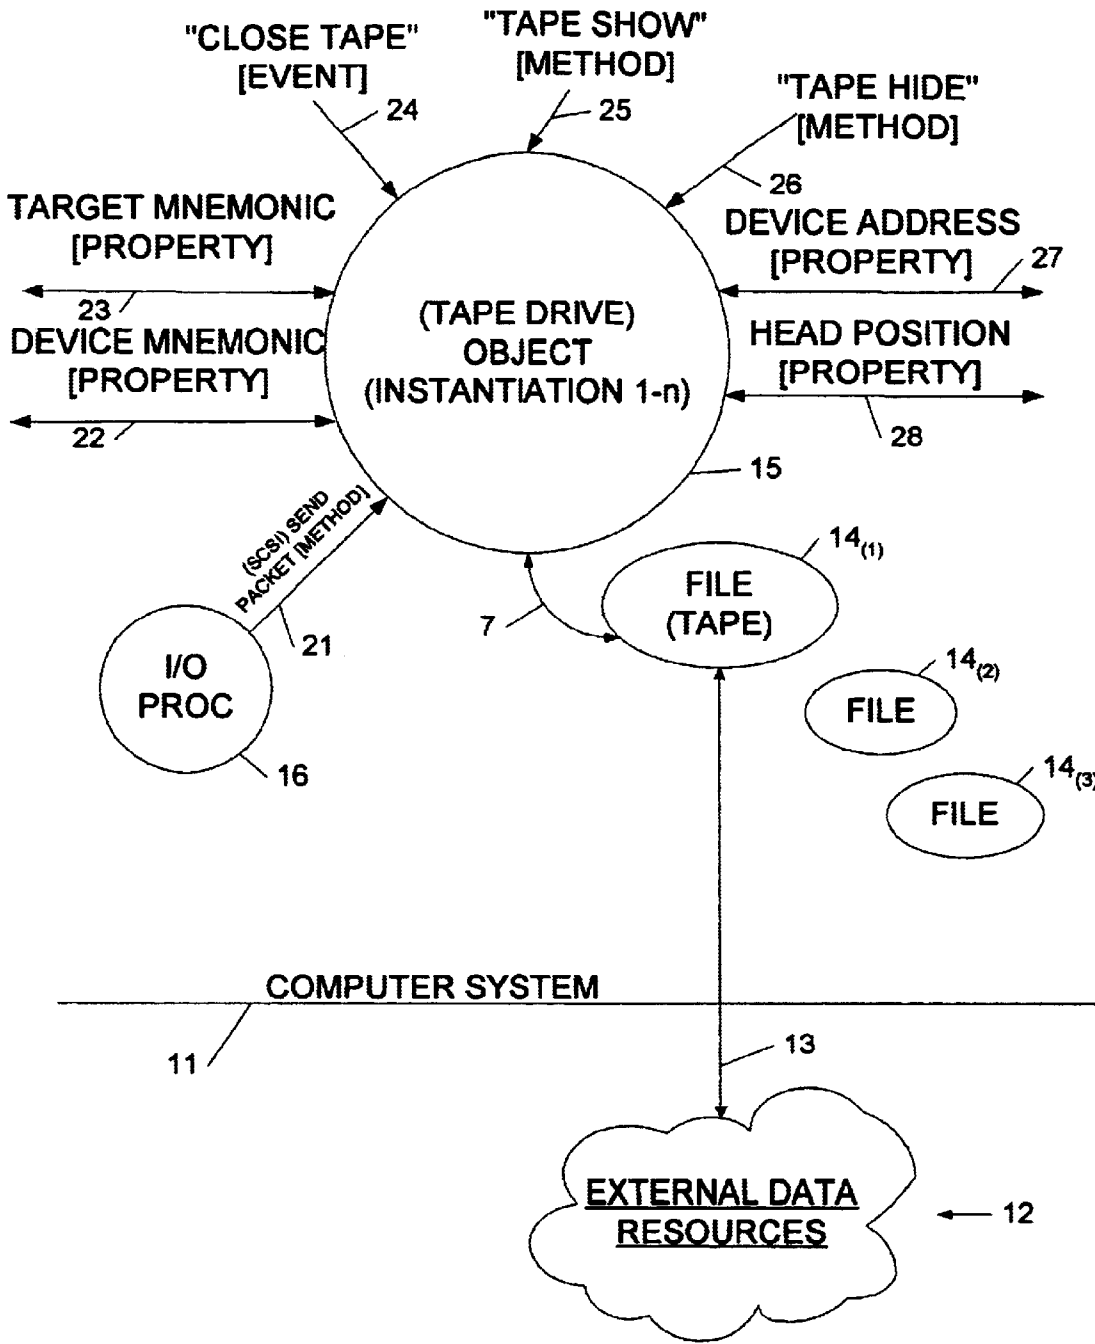 "CLOSE TAPE"
[EVENT]
24
"TAPE SHOW"
[METHOD]
25
"TAPE HIDE"
[METHOD]
26
TARGET MNEMONIC
[PROPERTY]
23
DEVICE MNEMONIC
[PROPERTY]
22
DEVICE ADDRESS
[PROPERTY]
27
HEAD POSITION
[PROPERTY]
28
(TAPE DRIVE)
OBJECT
(INSTANTIATION 1-n)
15
(SCSI) SEND
PACKET [METHOD]
21
I/O
PROC
16
7
FILE
(TAPE)
14(1)
FILE
14(2)
FILE
14(3)
COMPUTER SYSTEM
11
13
EXTERNAL DATA
RESOURCES
12